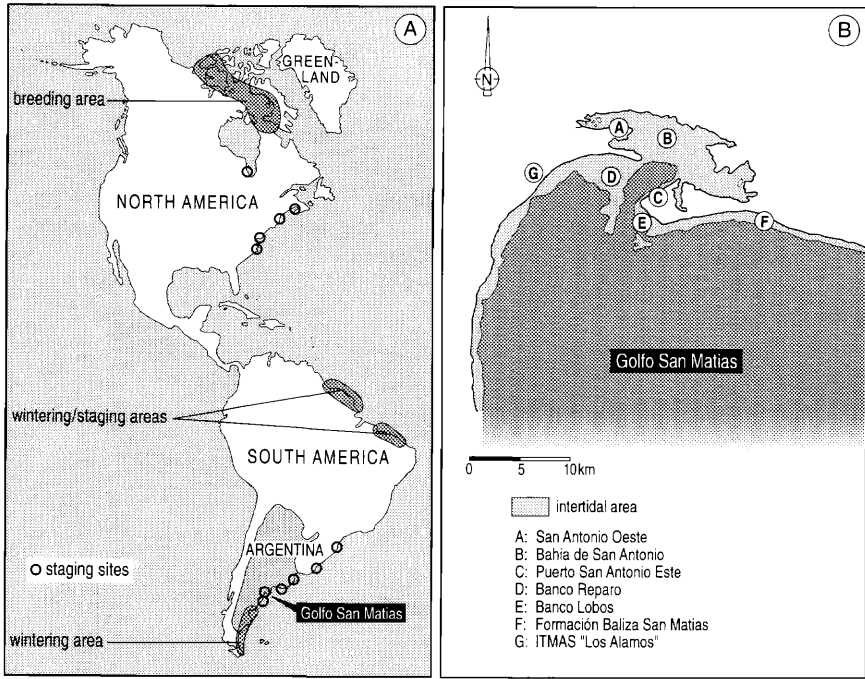 A
GREEN-
LAND
breeding area
NORTH AMERICA
wintering/staging areas
SOUTH AMERICA
ARGENTINA
staging sites
Golfo San Matias
wintering area
B
N
A
B
G
D
C
E
F
Golfo San Matias
0 5 10km
intertidal area
A: San Antonio Oeste
B: Bahia de San Antonio
C: Puerto San Antonio Este
D: Banco Reparo
E: Banco Lobos
F: Formación Baliza San Matias
G: ITMAS "Los Alamos"